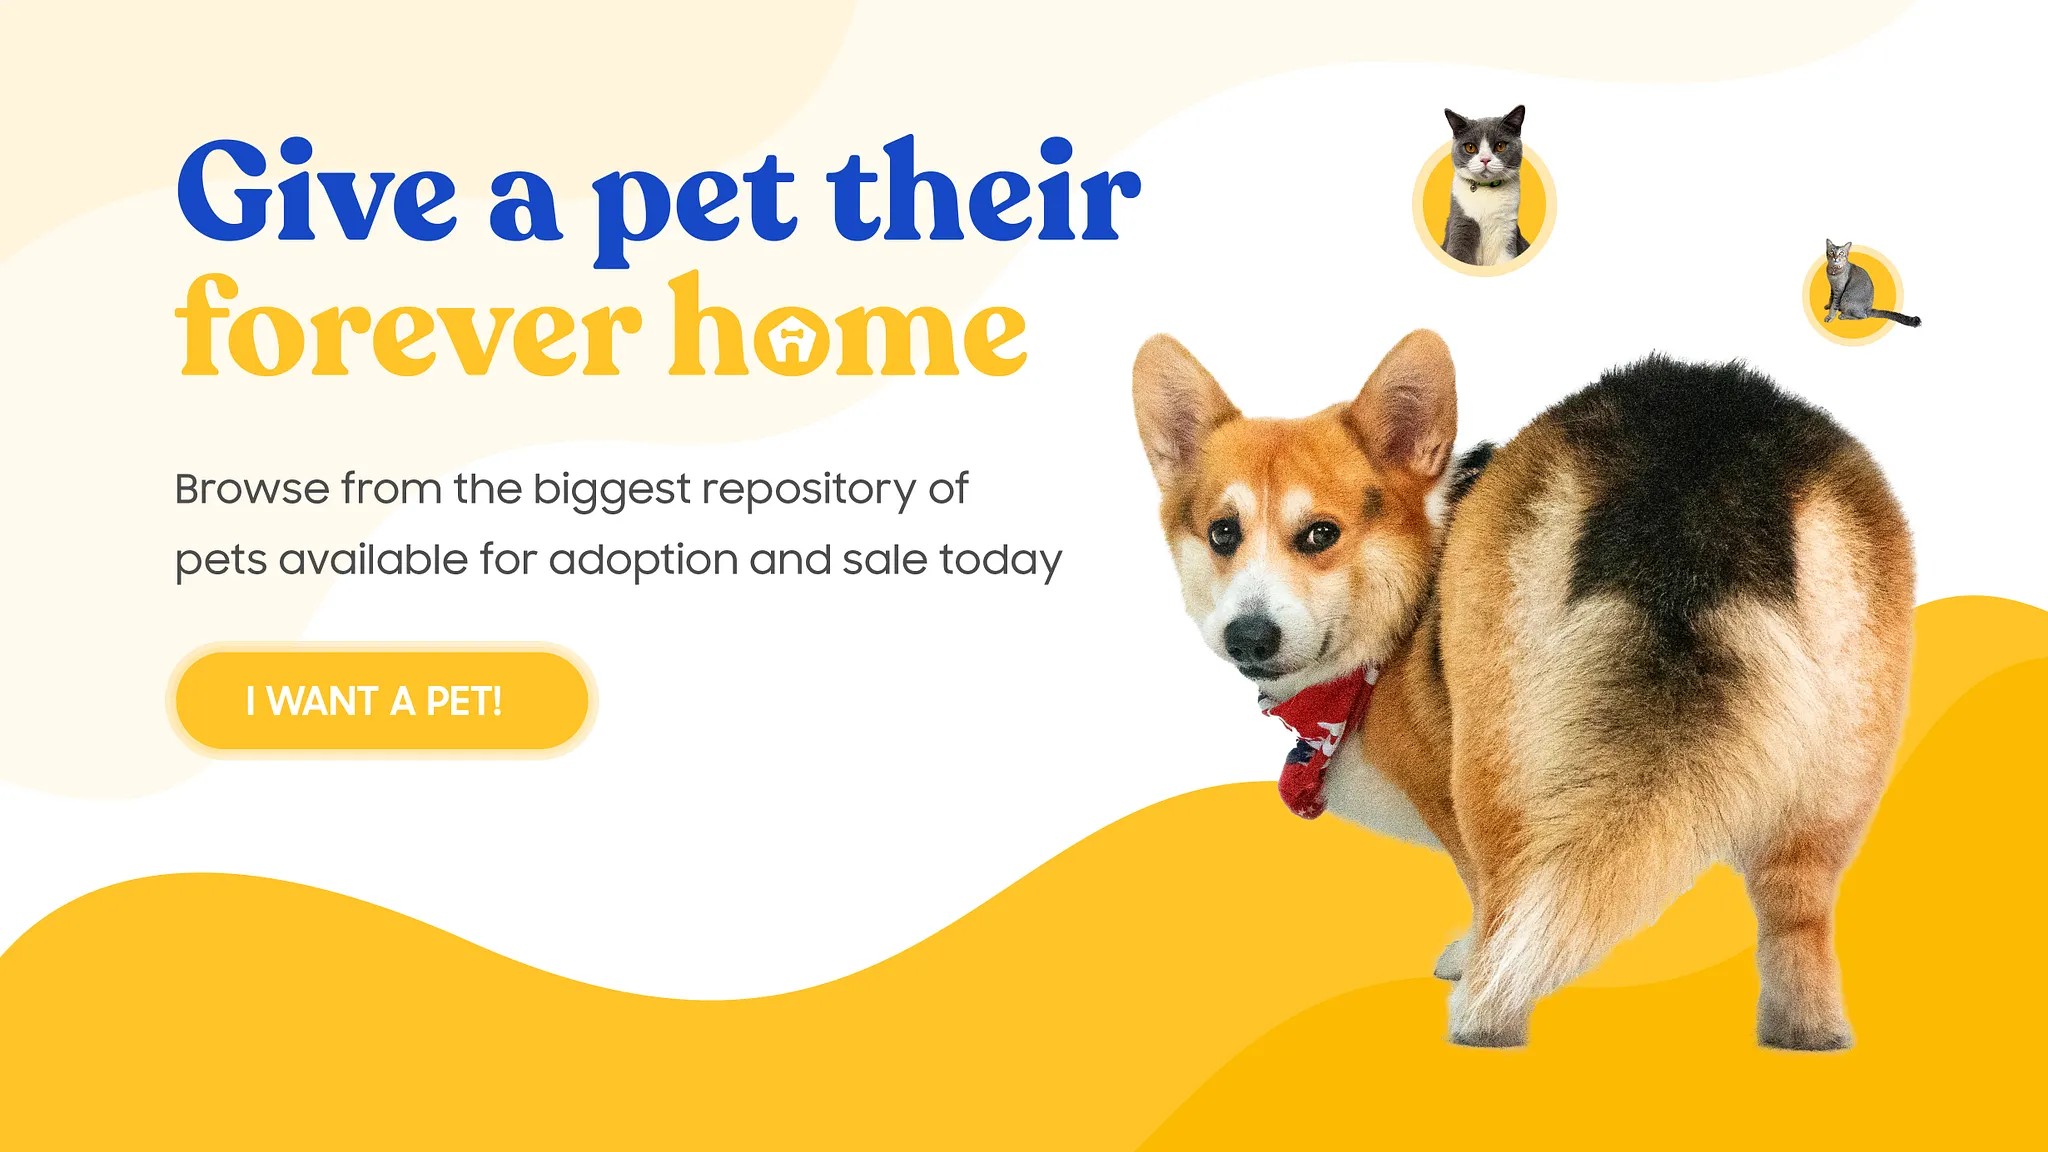 Give a pet their
forever home
Browse from the biggest repository of
pets available for adoption and sale today
I WANT A PET!